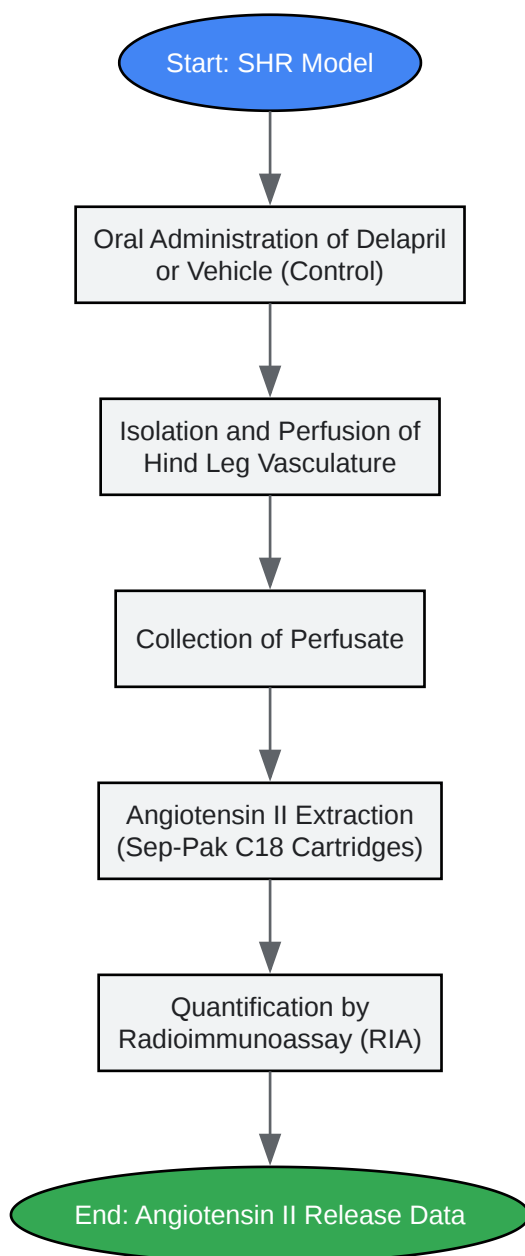 Start: SHR Model
Oral Administration of Delapril
or Vehicle (Control)
Isolation and Perfusion of
Hind Leg Vasculature
Collection of Perfusate
Angiotensin II Extraction
(Sep-Pak C18 Cartridges)
Quantification by
Radioimmunoassay (RIA)
End: Angiotensin II Release Data